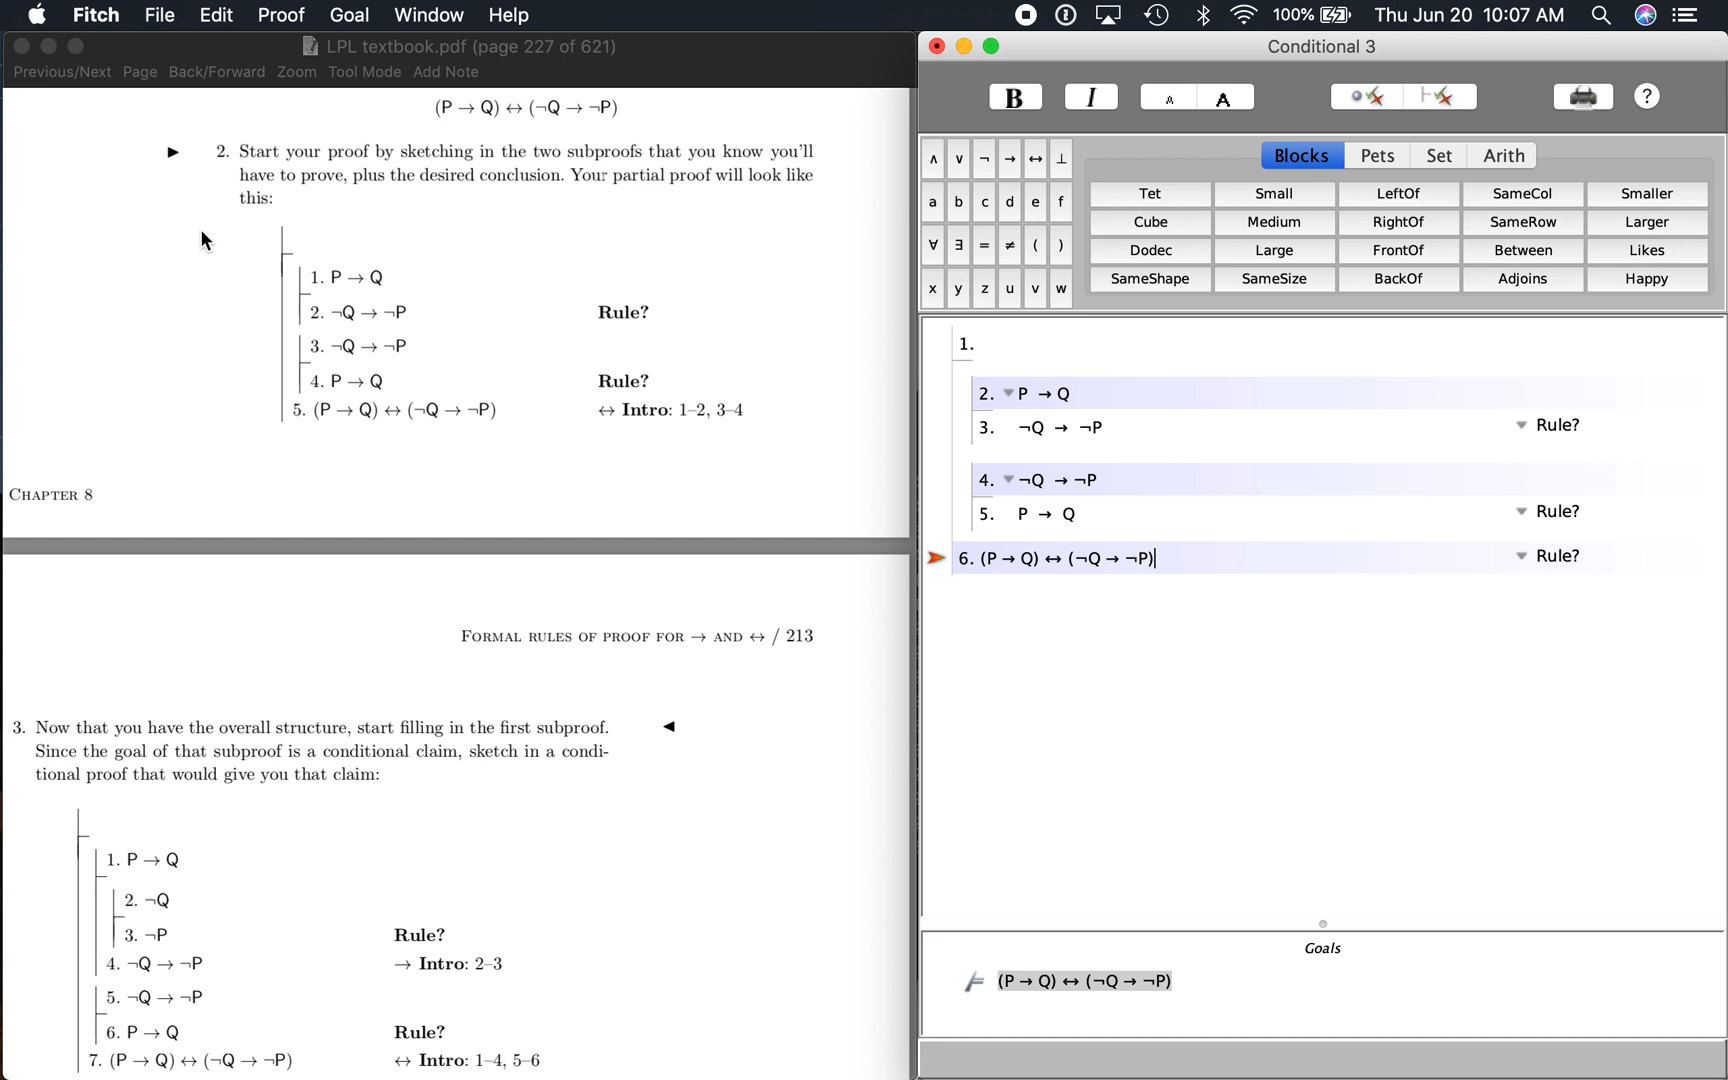 Fitch File Edit Proof Goal Window Help 100% Thu Jun 20 10:07 AM
LPL textbook.pdf (page 227 of 621)
Previous/Next Page Back/Forward Zoom Tool Mode Add Note
(P → Q) ↔ (¬Q → ¬P)
▶ 2. Start your proof by sketching in the two subproofs that you know you'll
have to prove, plus the desired conclusion. Your partial proof will look like
this:
1. P → Q
2. ¬Q → ¬P Rule?
3. ¬Q → ¬P
4. P → Q Rule?
5. (P → Q) ↔ (¬Q → ¬P) ↔ Intro: 1–2, 3–4
Chapter 8
Formal rules of proof for → and ↔ / 213
3. Now that you have the overall structure, start filling in the first subproof. ◀
Since the goal of that subproof is a conditional claim, sketch in a condi-
tional proof that would give you that claim:
1. P → Q
2. ¬Q
3. ¬P Rule?
4. ¬Q → ¬P → Intro: 2–3
5. ¬Q → ¬P
6. P → Q Rule?
7. (P → Q) ↔ (¬Q → ¬P) ↔ Intro: 1–4, 5–6
Conditional 3
B I A A ?
∧ ∨ ¬ → ↔ ⊥
a b c d e f
∀ ∃ = ≠ ( )
x y z u v w
Blocks Pets Set Arith
Tet Small LeftOf SameCol Smaller
Cube Medium RightOf SameRow Larger
Dodec Large FrontOf Between Likes
SameShape SameSize BackOf Adjoins Happy
1.
2. P → Q
3. ¬Q → ¬P Rule?
4. ¬Q → ¬P
5. P → Q Rule?
6. (P → Q) ↔ (¬Q → ¬P) Rule?
Goals
(P → Q) ↔ (¬Q → ¬P)